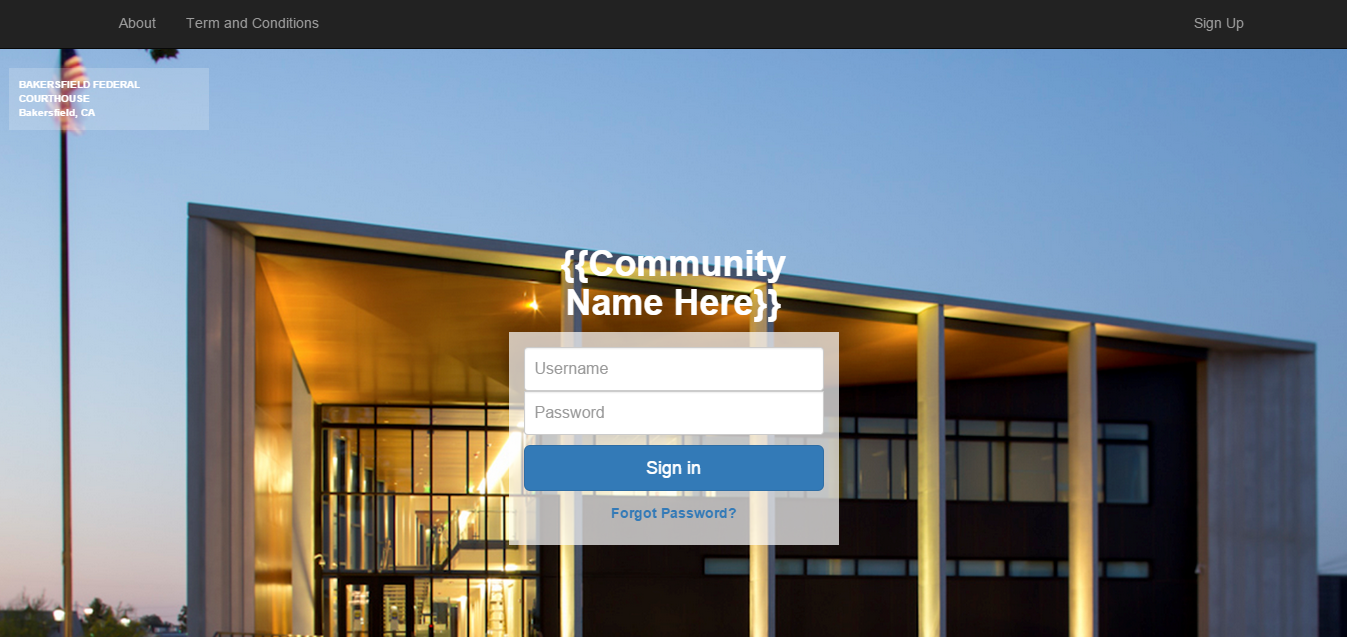 About
Term and Conditions
Sign Up
BAKERSFIELD FEDERAL
COURTHOUSE
Bakersfield, CA
{{Community
Name Here}}
Username
Password
Sign in
Forgot Password?